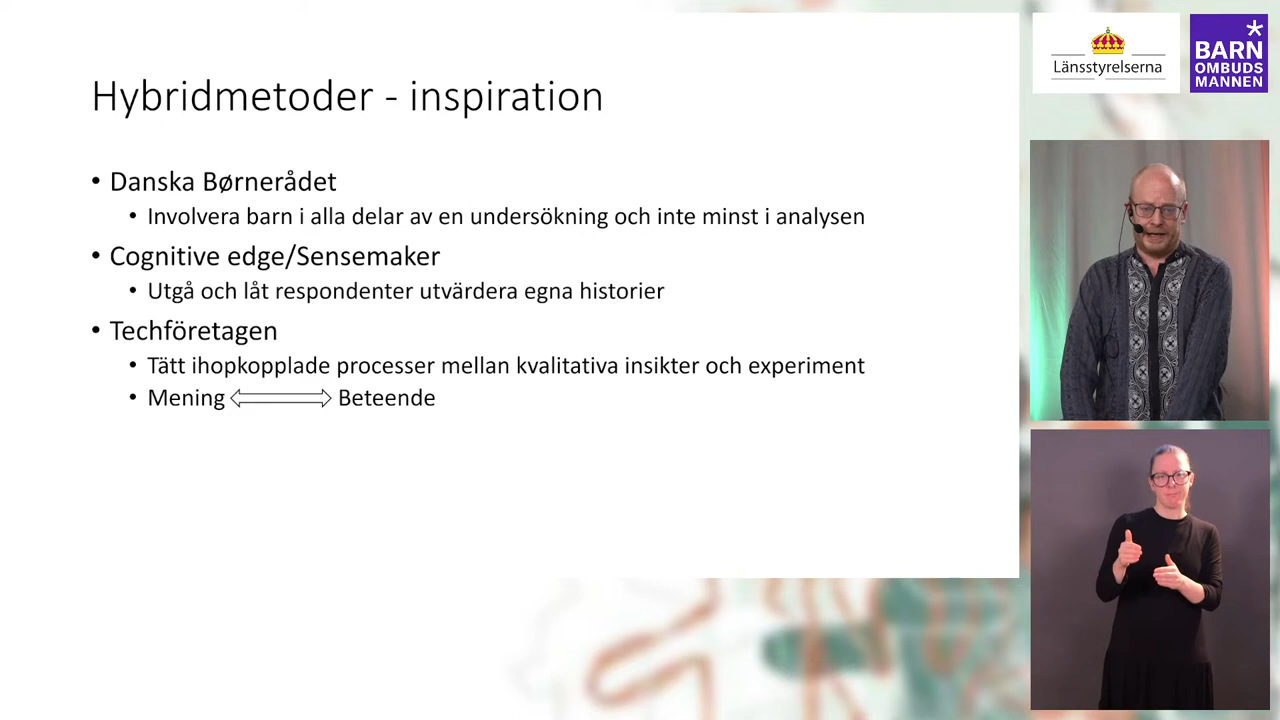 Hybridmetoder - inspiration
• Danska Børnerådet
• Involvera barn i alla delar av en undersökning och inte minst i analysen
• Cognitive edge/Sensemaker
• Utgå och låt respondenter utvärdera egna historier
• Techföretagen
• Tätt ihopkopplade processer mellan kvalitativa insikter och experiment
• Mening Beteende
Länsstyrelserna
BARN
OMBUDS
MANNEN